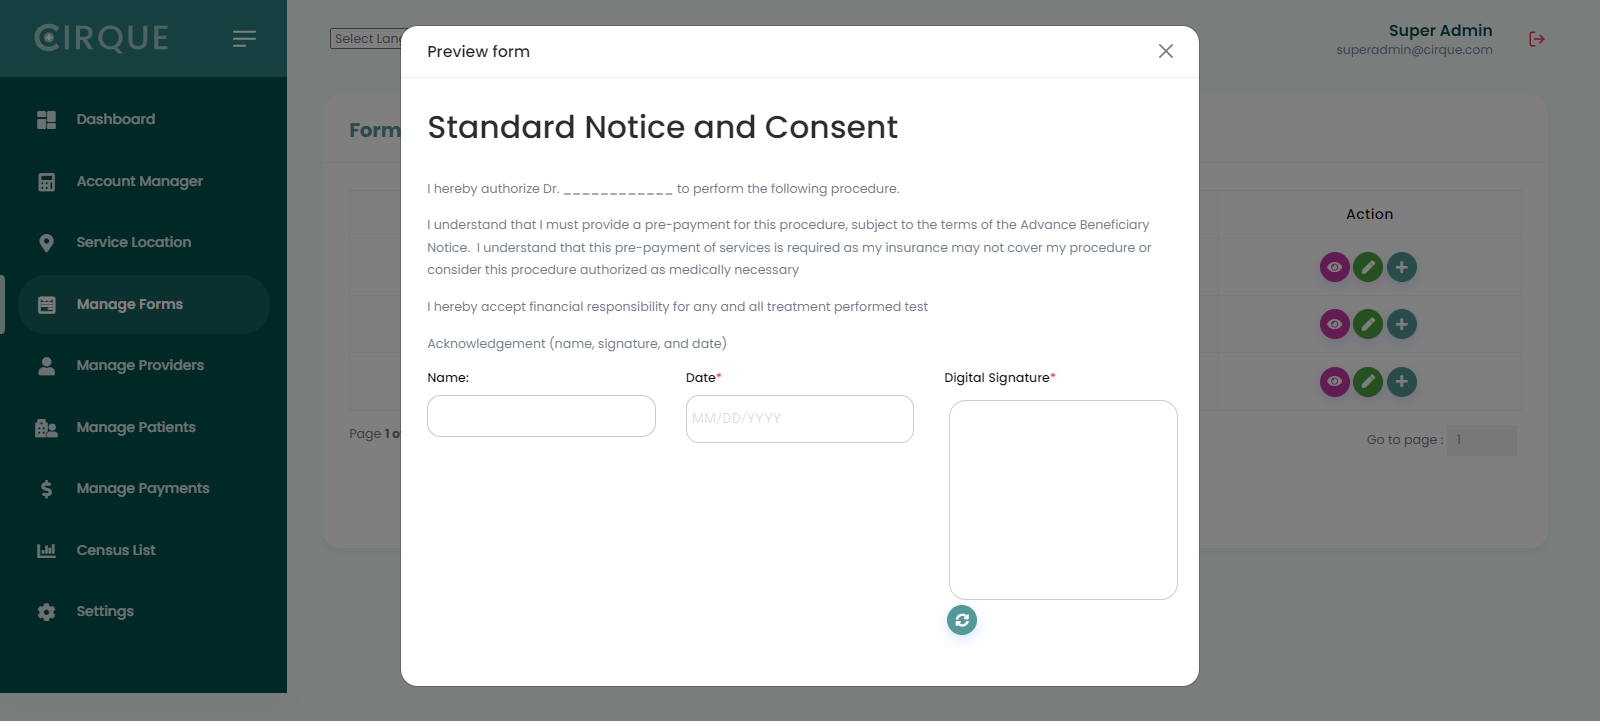 CIRQUE
Select Lang
Super Admin
superadmin@cirque.com
Dashboard
Account Manager
Service Location
Manage Forms
Manage Providers
Manage Patients
Manage Payments
Census List
Settings
Form
Action
Page 1 o
Go to page : 1
Preview form
Standard Notice and Consent
I hereby authorize Dr. ____________ to perform the following procedure.
I understand that I must provide a pre-payment for this procedure, subject to the terms of the Advance Beneficiary
Notice.  I understand that this pre-payment of services is required as my insurance may not cover my procedure or
consider this procedure authorized as medically necessary
I hereby accept financial responsibility for any and all treatment performed test
Acknowledgement (name, signature, and date)
Name:
Date*
Digital Signature*
MM/DD/YYYY